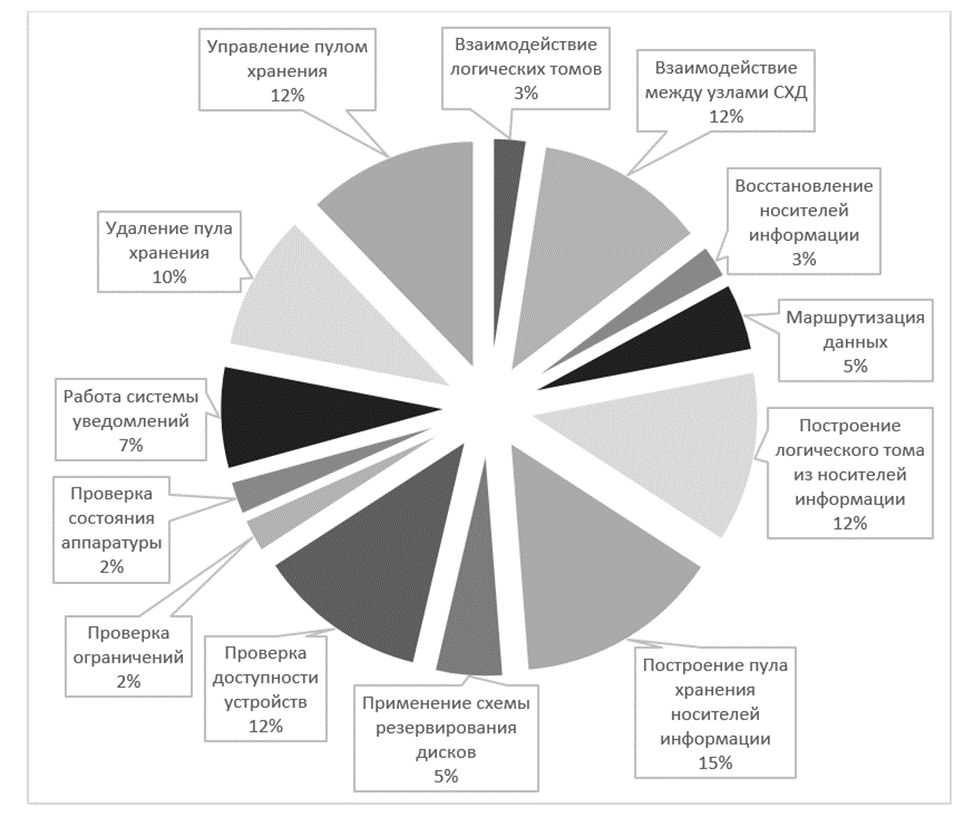 Управление пулом
хранения
12%
Взаимодействие
логических томов
3%
Взаимодействие
между узлами СХД
12%
Восстановление
носителей
информации
3%
Маршрутизация
данных
5%
Построение
логического тома
из носителей
информации
12%
Построение пула
хранения
носителей
информации
15%
Применение схемы
резервирования
дисков
5%
Проверка
доступности
устройств
12%
Проверка
ограничений
2%
Проверка
состояния
аппаратуры
2%
Работа системы
уведомлений
7%
Удаление пула
хранения
10%